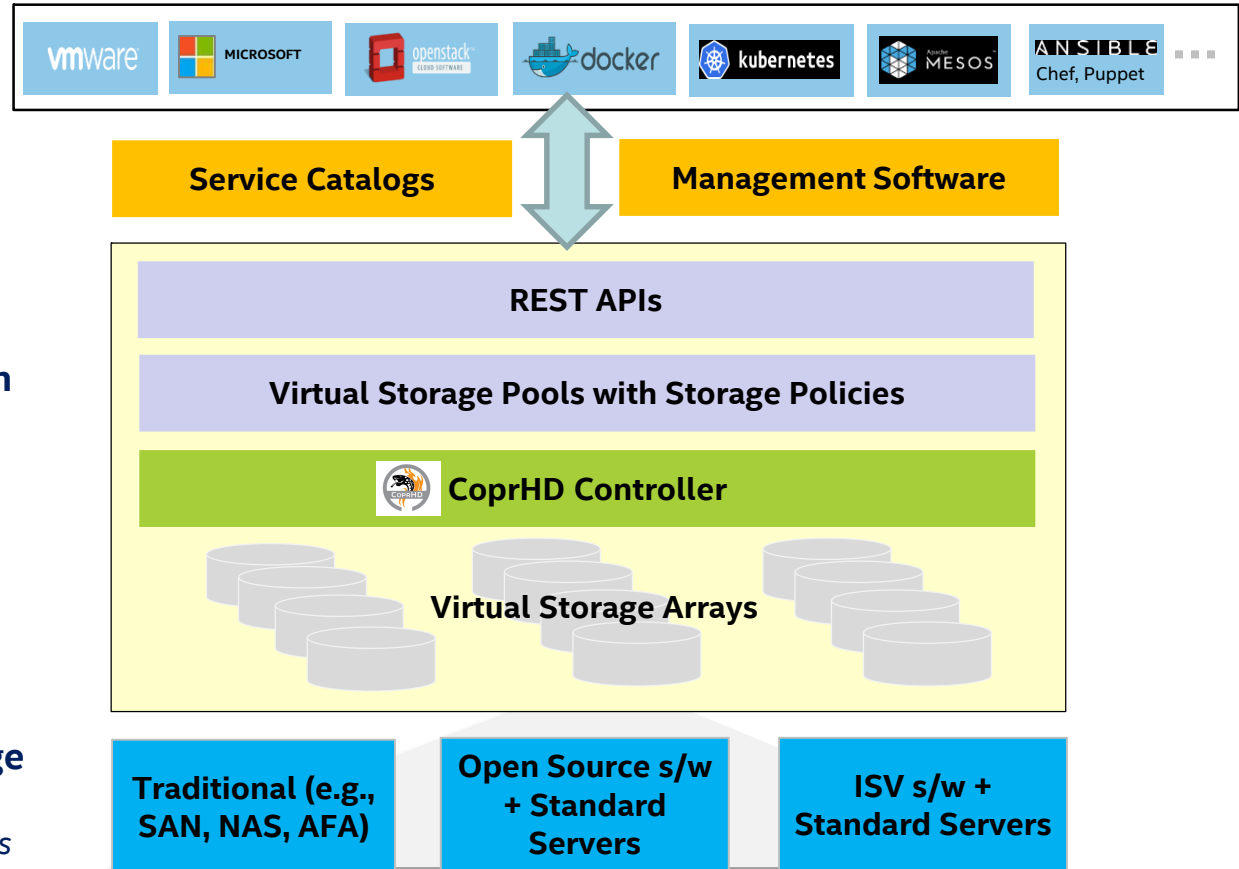 vmware
MICROSOFT
openstack
CLOUD SOFTWARE
docker
kubernetes
Apache
MESOS
ANSIBLE
Chef, Puppet
Service Catalogs
Management Software
REST APIs
Virtual Storage Pools with Storage Policies
COPRHD
CoprHD Controller
Virtual Storage Arrays
Traditional (e.g.,
SAN, NAS, AFA)
Open Source s/w
+ Standard
Servers
ISV s/w +
Standard Servers